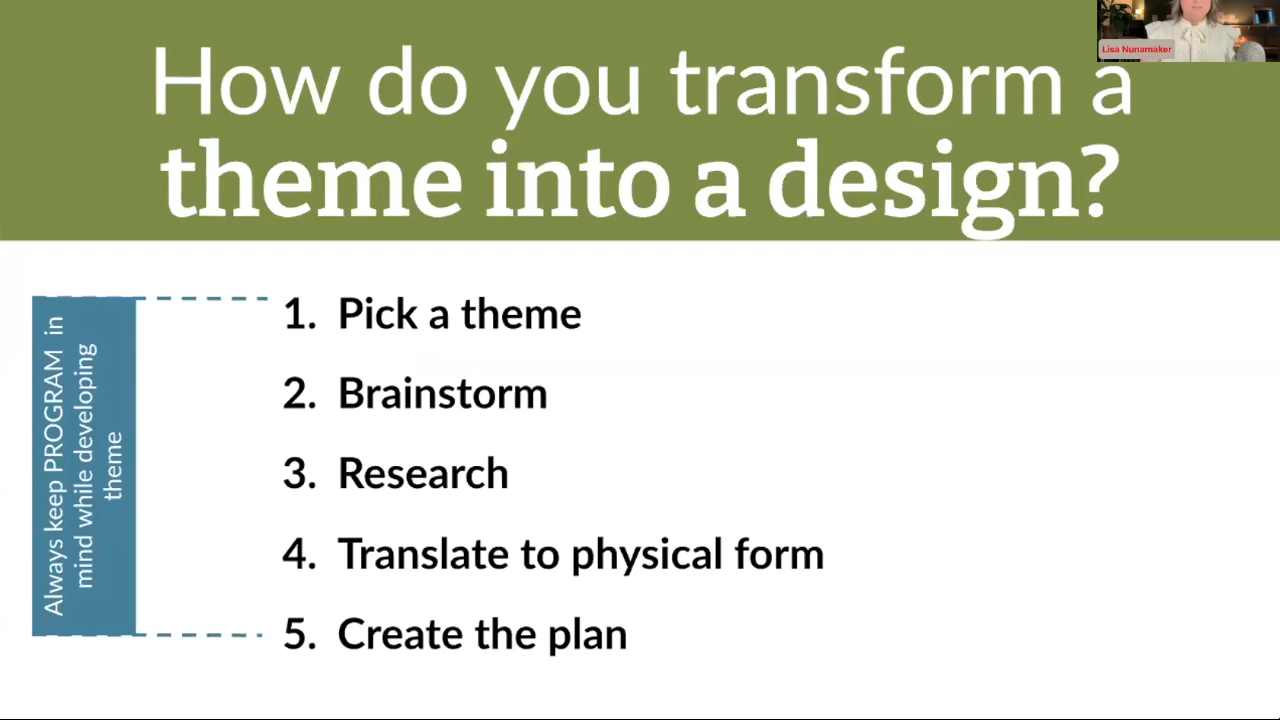 How do you transform a
theme into a design?
Lisa Nunamaker
Always keep PROGRAM in
mind while developing
theme
1. Pick a theme
2. Brainstorm
3. Research
4. Translate to physical form
5. Create the plan